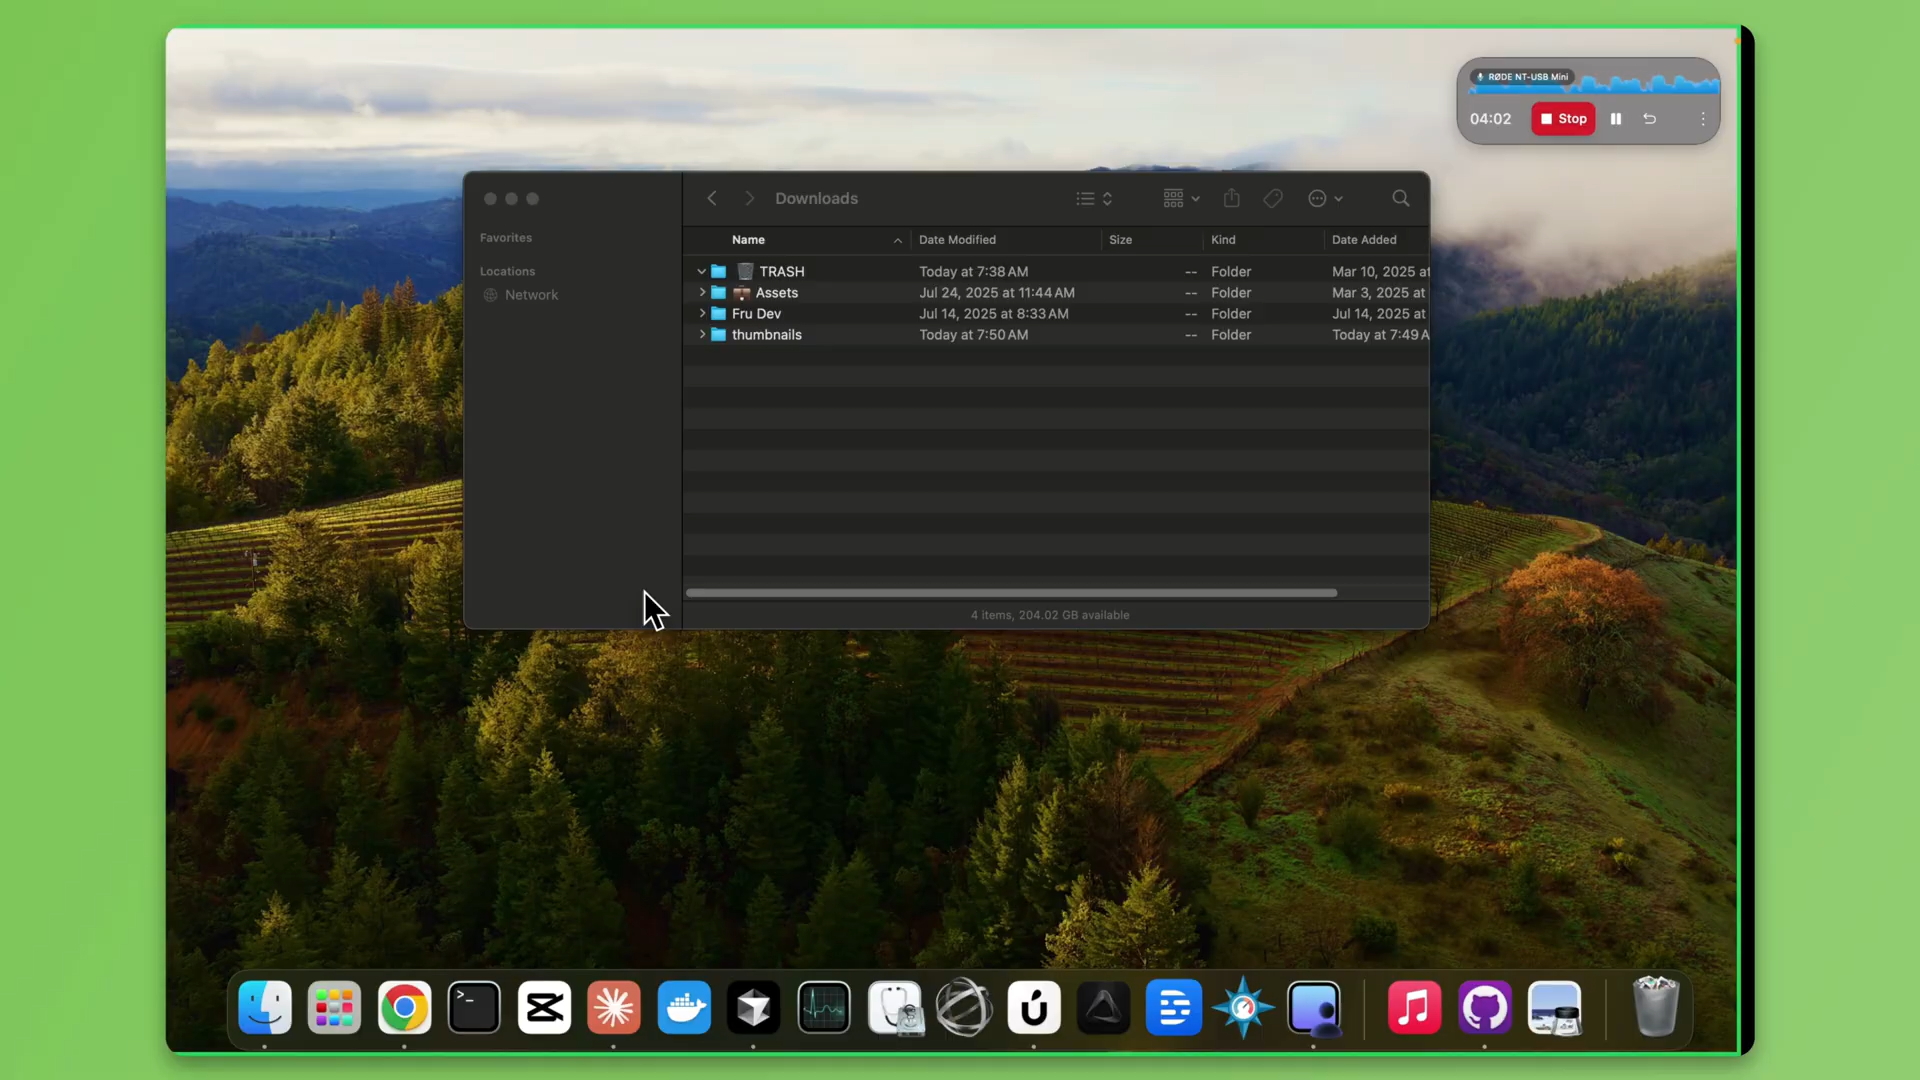 RØDE NT-USB Mini
04:02 Stop
Downloads
Favorites
Locations
Network
Name Date Modified Size Kind Date Added
TRASH Today at 7:38 AM -- Folder Mar 10, 2025 at
Assets Jul 24, 2025 at 11:44 AM -- Folder Mar 3, 2025 at
Fru Dev Jul 14, 2025 at 8:33 AM -- Folder Jul 14, 2025 at
thumbnails Today at 7:50 AM -- Folder Today at 7:49 A
4 items, 204.02 GB available